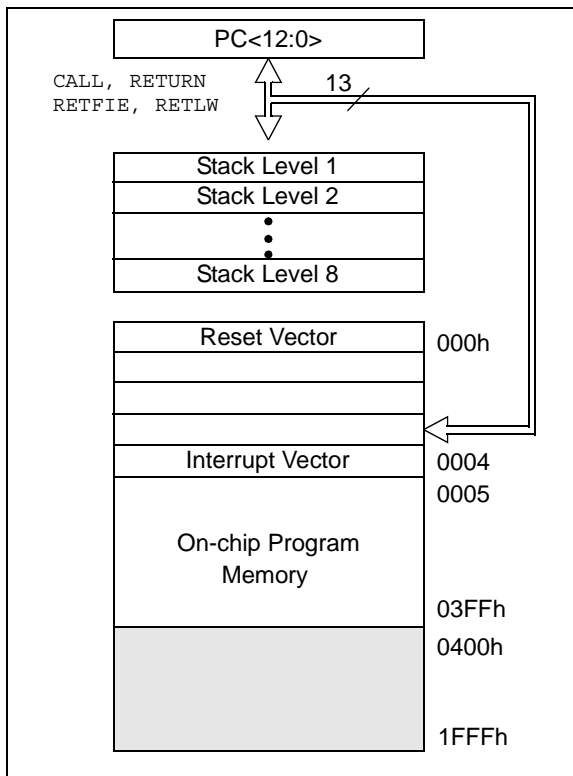 PC<12:0>
CALL, RETURN
RETFIE, RETLW
13
Stack Level 1
Stack Level 2
Stack Level 8
Reset Vector
000h
Interrupt Vector
0004
0005
On-chip Program
Memory
03FFh
0400h
1FFFh